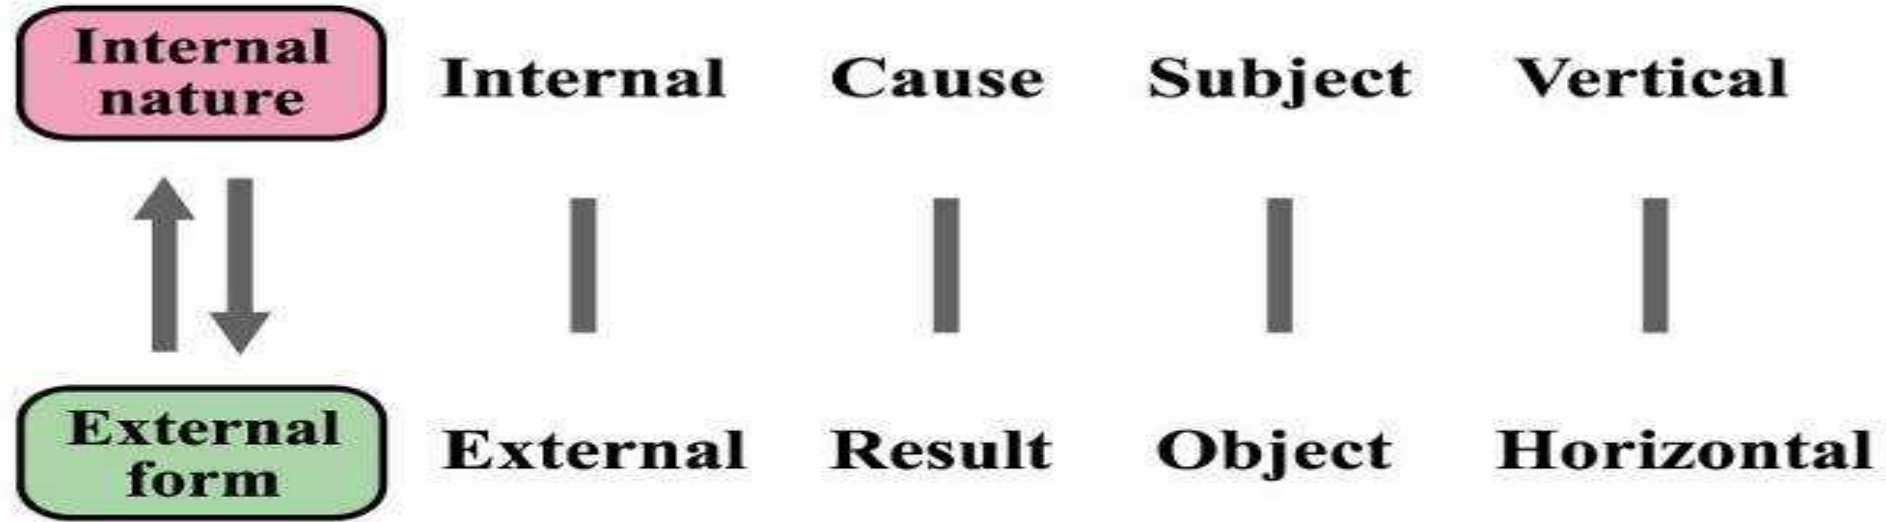 Internal
nature
Internal Cause Subject Vertical
External
form
External Result Object Horizontal